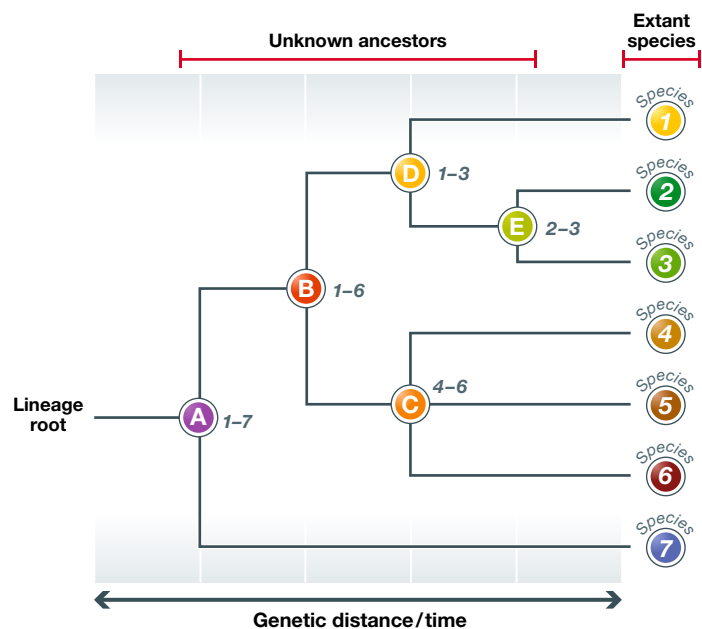 Unknown ancestors
Extant
species
Species
1
D
1–3
Species
2
E
2–3
Species
3
B
1–6
Species
4
4–6
C
Species
5
Lineage
root
A
1–7
Species
6
Species
7
Genetic distance/time